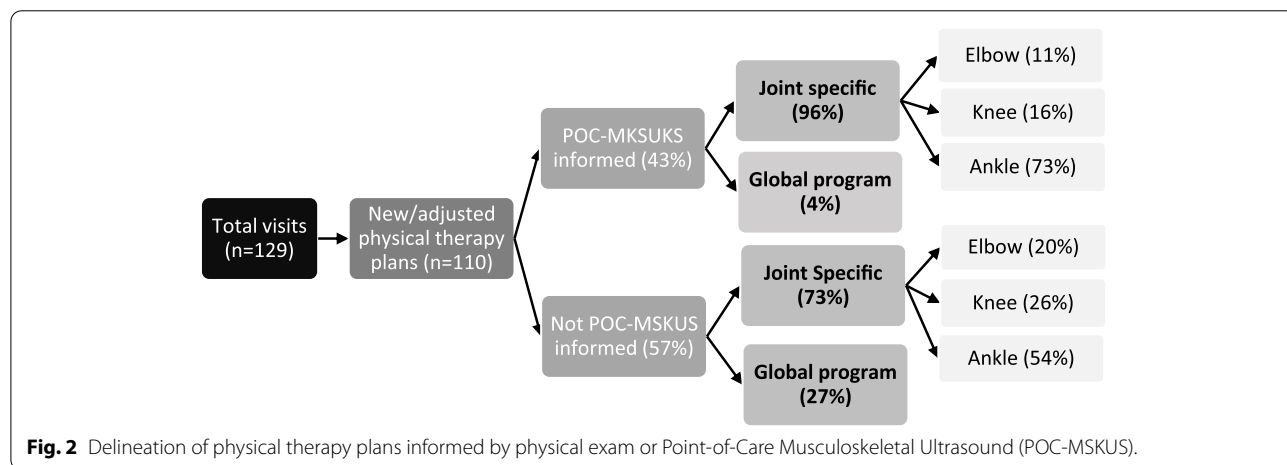 Total visits
(n=129)
New/adjusted
physical therapy
plans (n=110)
POC-MKSUKS
informed (43%)
Joint specific
(96%)
Elbow (11%)
Knee (16%)
Ankle (73%)
Global program
(4%)
Not POC-MSKUS
informed (57%)
Joint Specific
(73%)
Elbow (20%)
Knee (26%)
Ankle (54%)
Global program
(27%)
Fig. 2 Delineation of physical therapy plans informed by physical exam or Point-of-Care Musculoskeletal Ultrasound (POC-MSKUS).